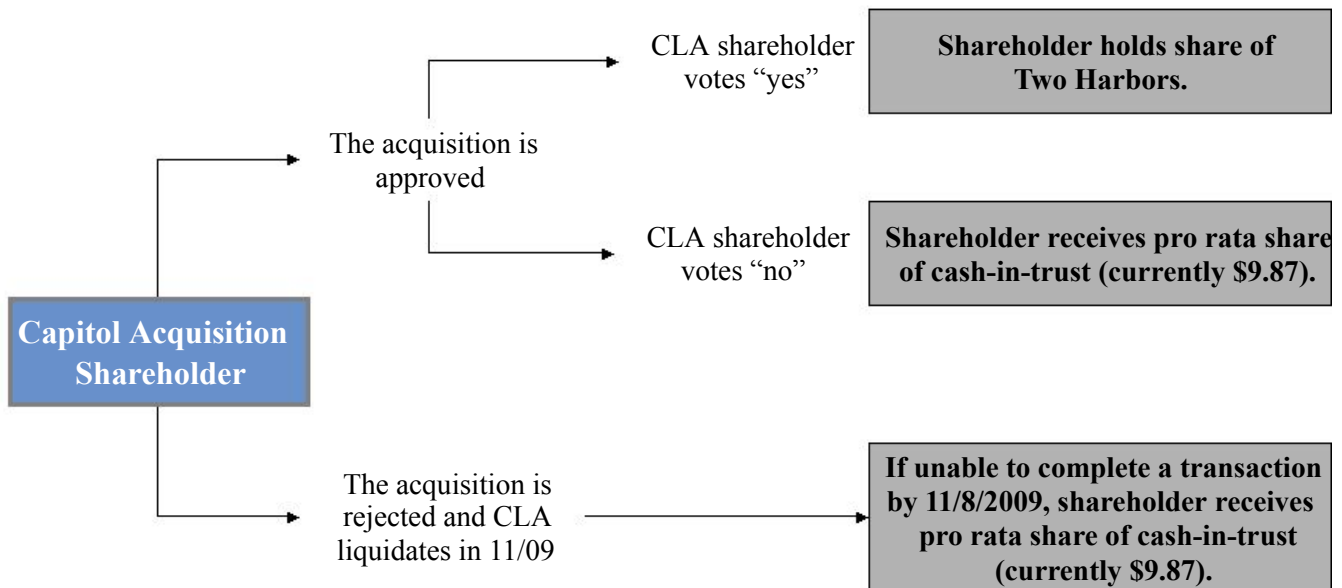 CLA shareholder
votes “yes”
Shareholder holds share of
Two Harbors.
The acquisition is
approved
CLA shareholder
votes “no”
Shareholder receives pro rata share
of cash-in-trust (currently $9.87).
Capitol Acquisition
Shareholder
The acquisition is
rejected and CLA
liquidates in 11/09
If unable to complete a transaction
by 11/8/2009, shareholder receives
pro rata share of cash-in-trust
(currently $9.87).